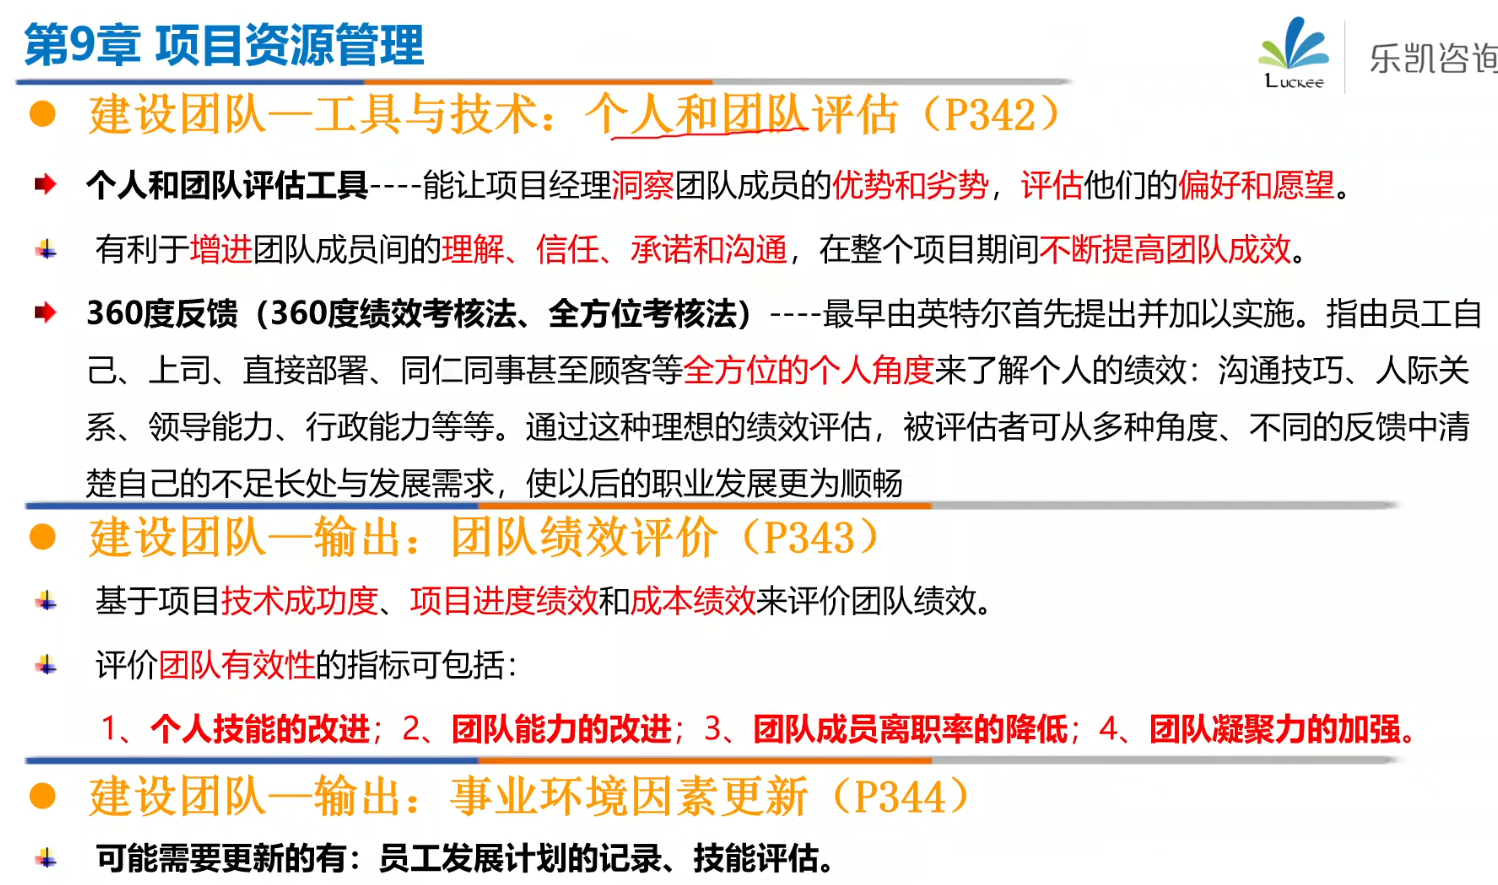 第9章 项目资源管理
Luckee
乐凯咨询
建设团队—工具与技术：个人和团队评估（P342）
个人和团队评估工具----能让项目经理洞察团队成员的优势和劣势，评估他们的偏好和愿望。
有利于增进团队成员间的理解、信任、承诺和沟通，在整个项目期间不断提高团队成效。
360度反馈（360度绩效考核法、全方位考核法）----最早由英特尔首先提出并加以实施。指由员工自
己、上司、直接部署、同仁同事甚至顾客等全方位的个人角度来了解个人的绩效：沟通技巧、人际关
系、领导能力、行政能力等等。通过这种理想的绩效评估，被评估者可从多种角度、不同的反馈中清
楚自己的不足长处与发展需求，使以后的职业发展更为顺畅
建设团队—输出：团队绩效评价（P343）
基于项目技术成功度、项目进度绩效和成本绩效来评价团队绩效。
评价团队有效性的指标可包括：
1、个人技能的改进；2、团队能力的改进；3、团队成员离职率的降低；4、团队凝聚力的加强。
建设团队—输出：事业环境因素更新（P344）
可能需要更新的有：员工发展计划的记录、技能评估。